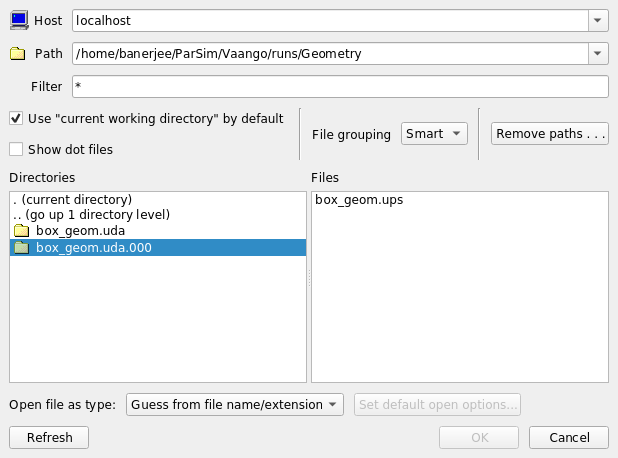 Host localhost
Path /home/banerjee/ParSim/Vaango/runs/Geometry
Filter *
Use "current working directory" by default
Show dot files
File grouping Smart
Remove paths . . .
Directories
. (current directory)
.. (go up 1 directory level)
box_geom.uda
box_geom.uda.000
Files
box_geom.ups
Open file as type: Guess from file name/extension
Set default open options...
Refresh
OK
Cancel